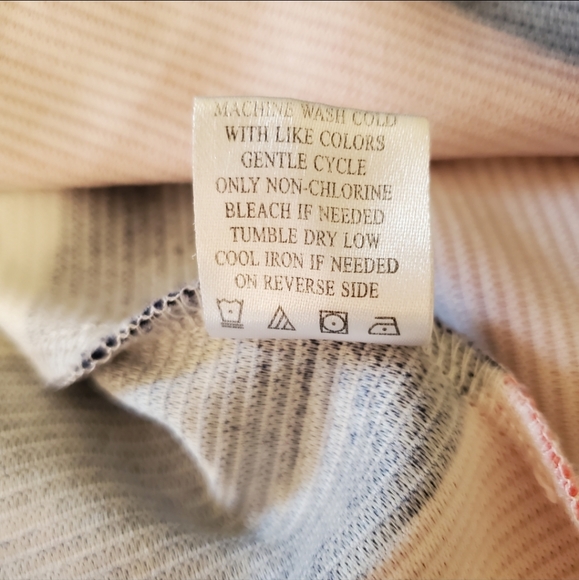 MACHINE WASH COLD
WITH LIKE COLORS
GENTLE CYCLE
ONLY NON-CHLORINE
BLEACH IF NEEDED
TUMBLE DRY LOW
COOL IRON IF NEEDED
ON REVERSE SIDE